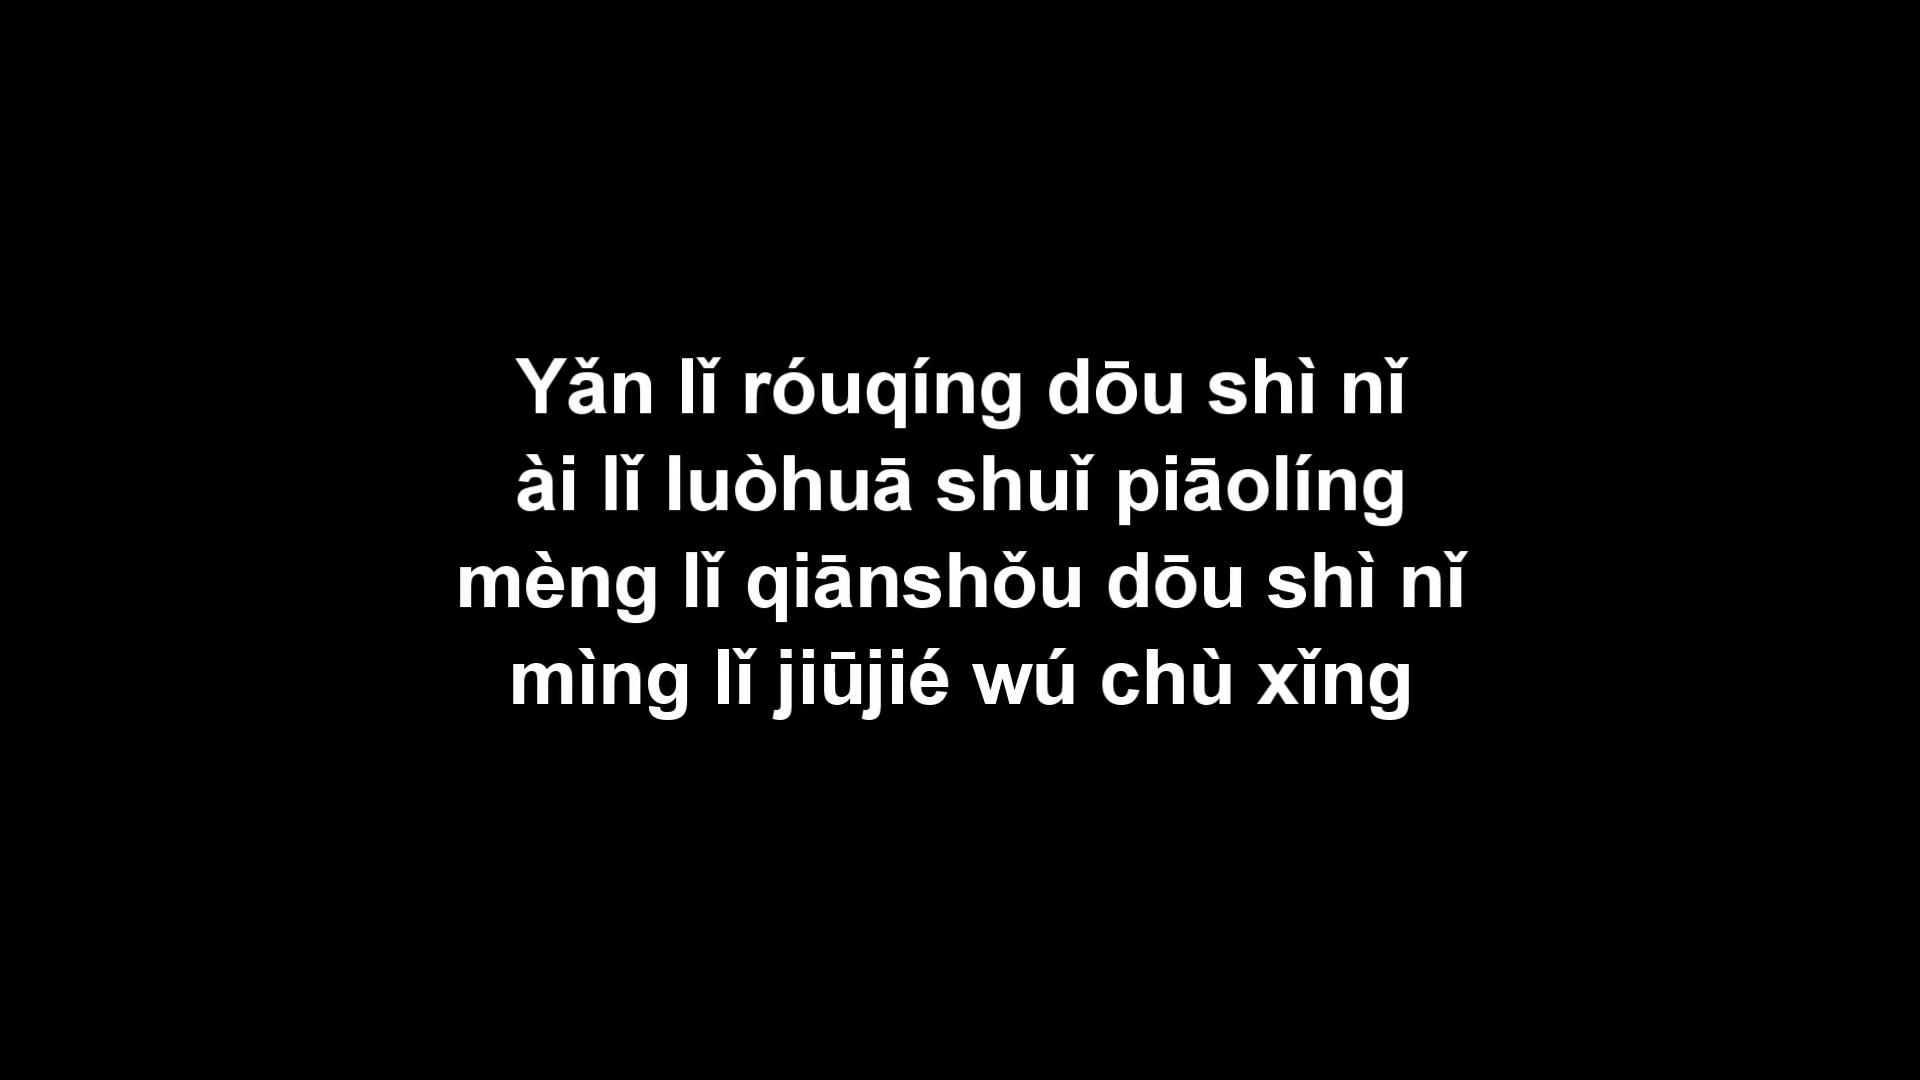 Yǎn lǐ róuqíng dōu shì nǐ
ài lǐ luòhuā shuǐ piāolíng
mèng lǐ qiānshǒu dōu shì nǐ
mìng lǐ jiūjié wú chù xǐng